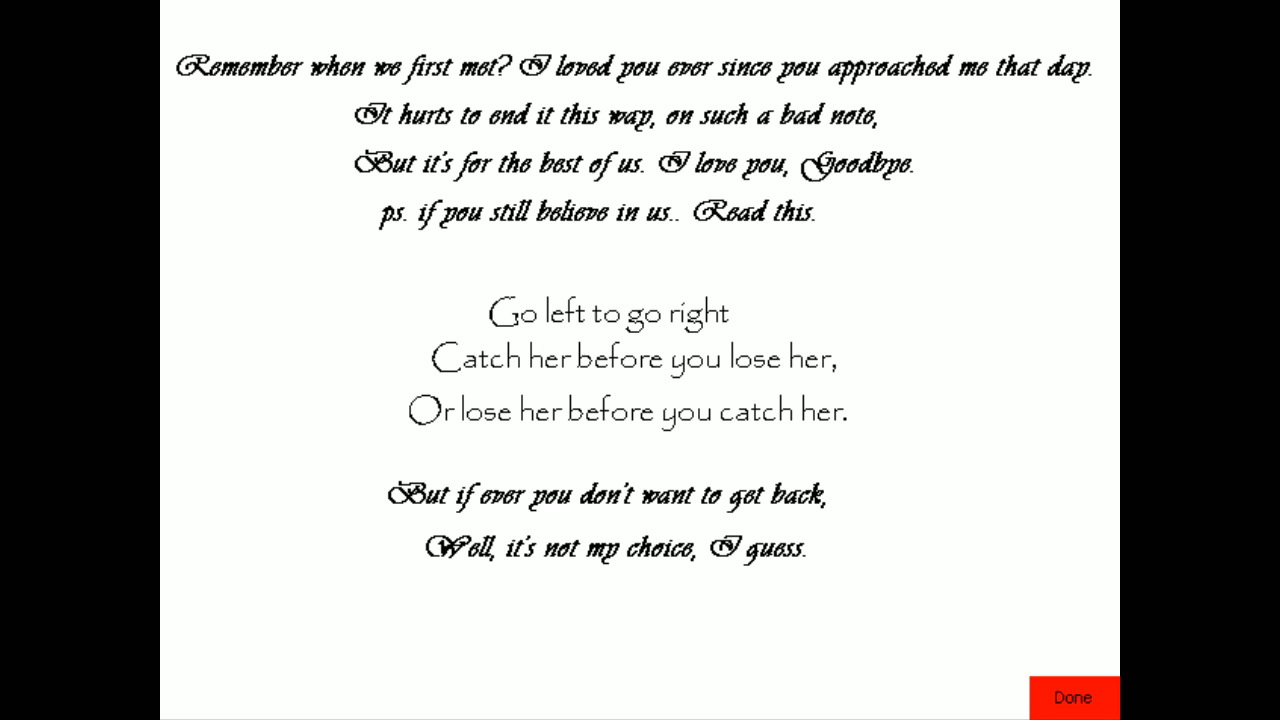 Remember when we first met? I loved you ever since you approached me that day.
It hurts to end it this way, on such a bad note,
But it's for the best of us. I love you, Goodbye.
ps. if you still believe in us.. Read this.
Go left to go right
Catch her before you lose her,
Or lose her before you catch her.
But if ever you don't want to get back,
Well, it's not my choice, I guess.
Done